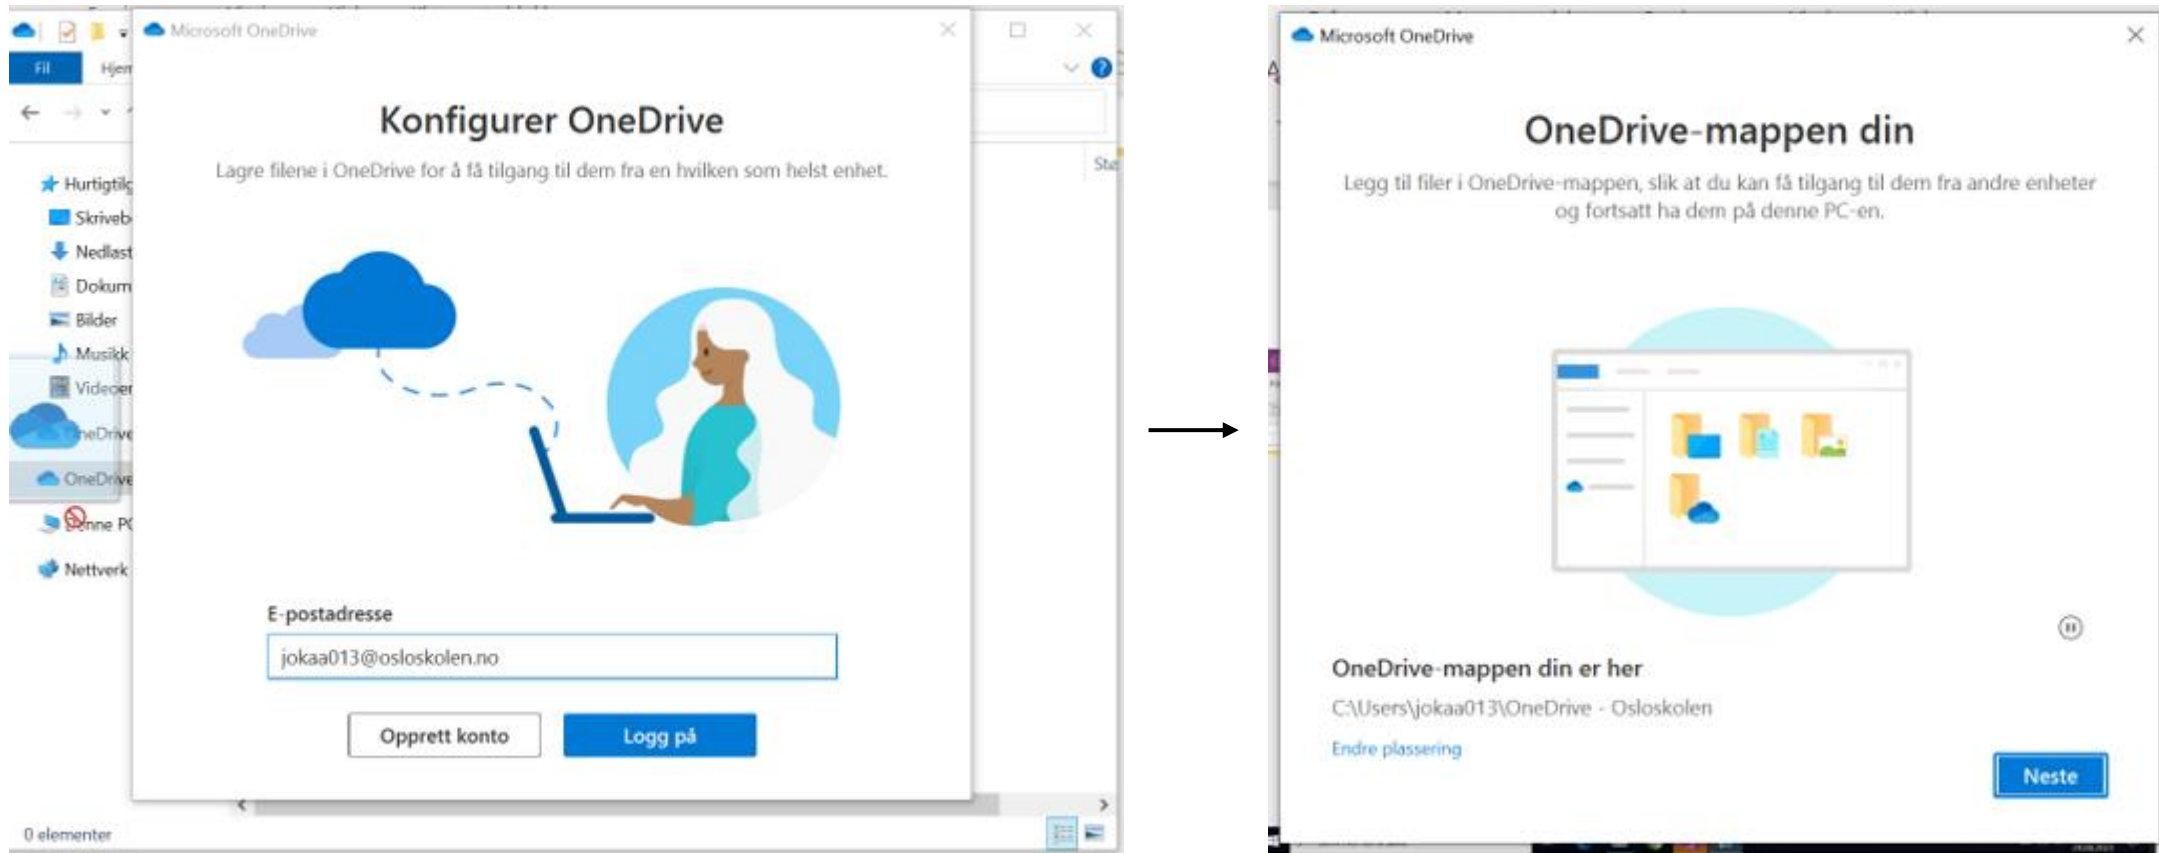 Microsoft OneDrive
Fil
Hjem
Konfigurer OneDrive
Lagre filene i OneDrive for å få tilgang til dem fra en hvilken som helst enhet.
Hurtigtilg
Skriveb
Nedlast
Dokum
Bilder
Musikk
Videoer
OneDrive
OneDrive
Denne PC
Nettverk
E-postadresse
jokaa013@osloskolen.no
Opprett konto
Logg på
0 elementer
Microsoft OneDrive
OneDrive-mappen din
Legg til filer i OneDrive-mappen, slik at du kan få tilgang til dem fra andre enheter
og fortsatt ha dem på denne PC-en.
OneDrive-mappen din er her
C:\Users\jokaa013\OneDrive - Osloskolen
Endre plassering
Neste